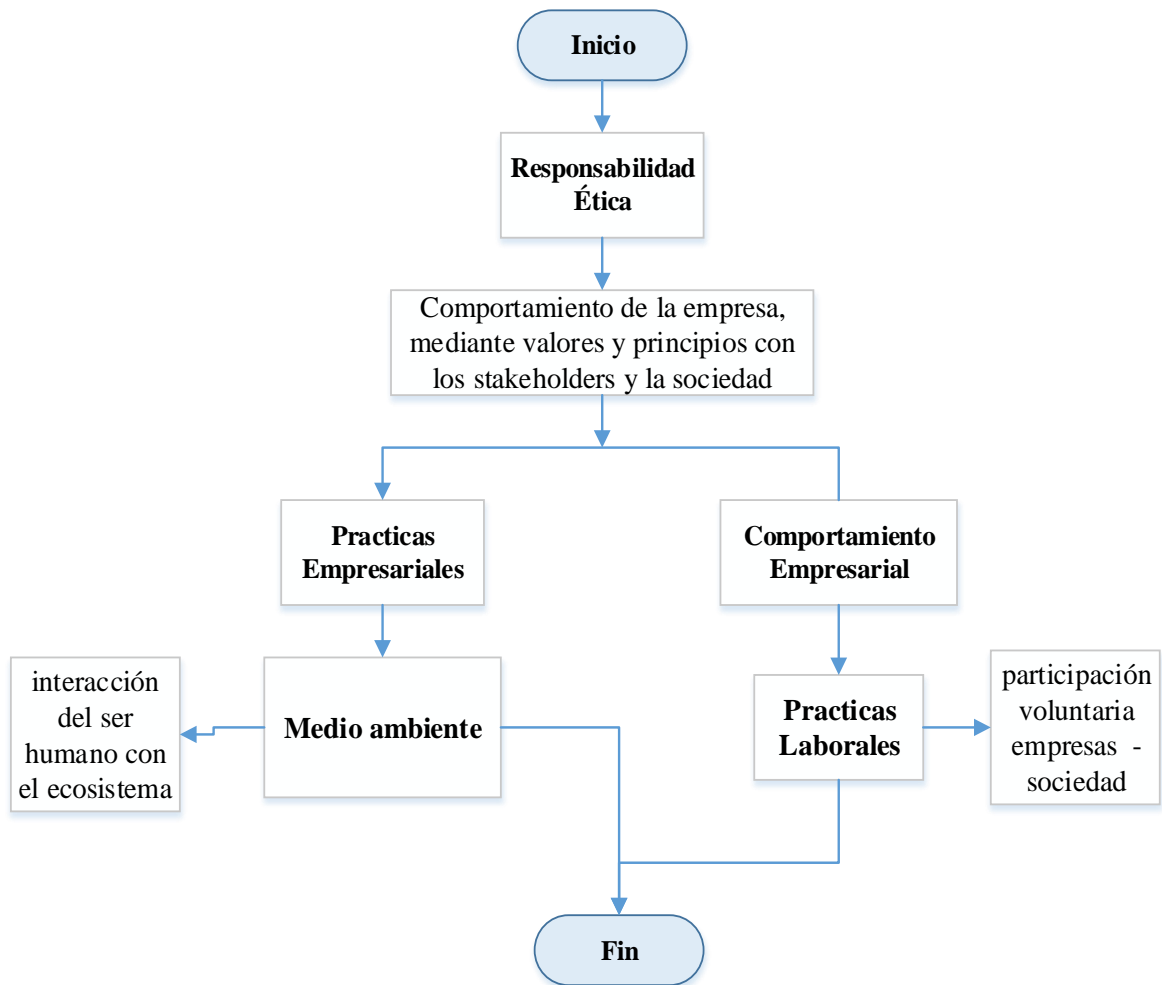 Inicio
Responsabilidad
Ética
Comportamiento de la empresa,
mediante valores y principios con
los stakeholders y la sociedad
Practicas
Empresariales
Comportamiento
Empresarial
interacción
del ser
humano con
el ecosistema
Medio ambiente
Practicas
Laborales
participación
voluntaria
empresas -
sociedad
Fin